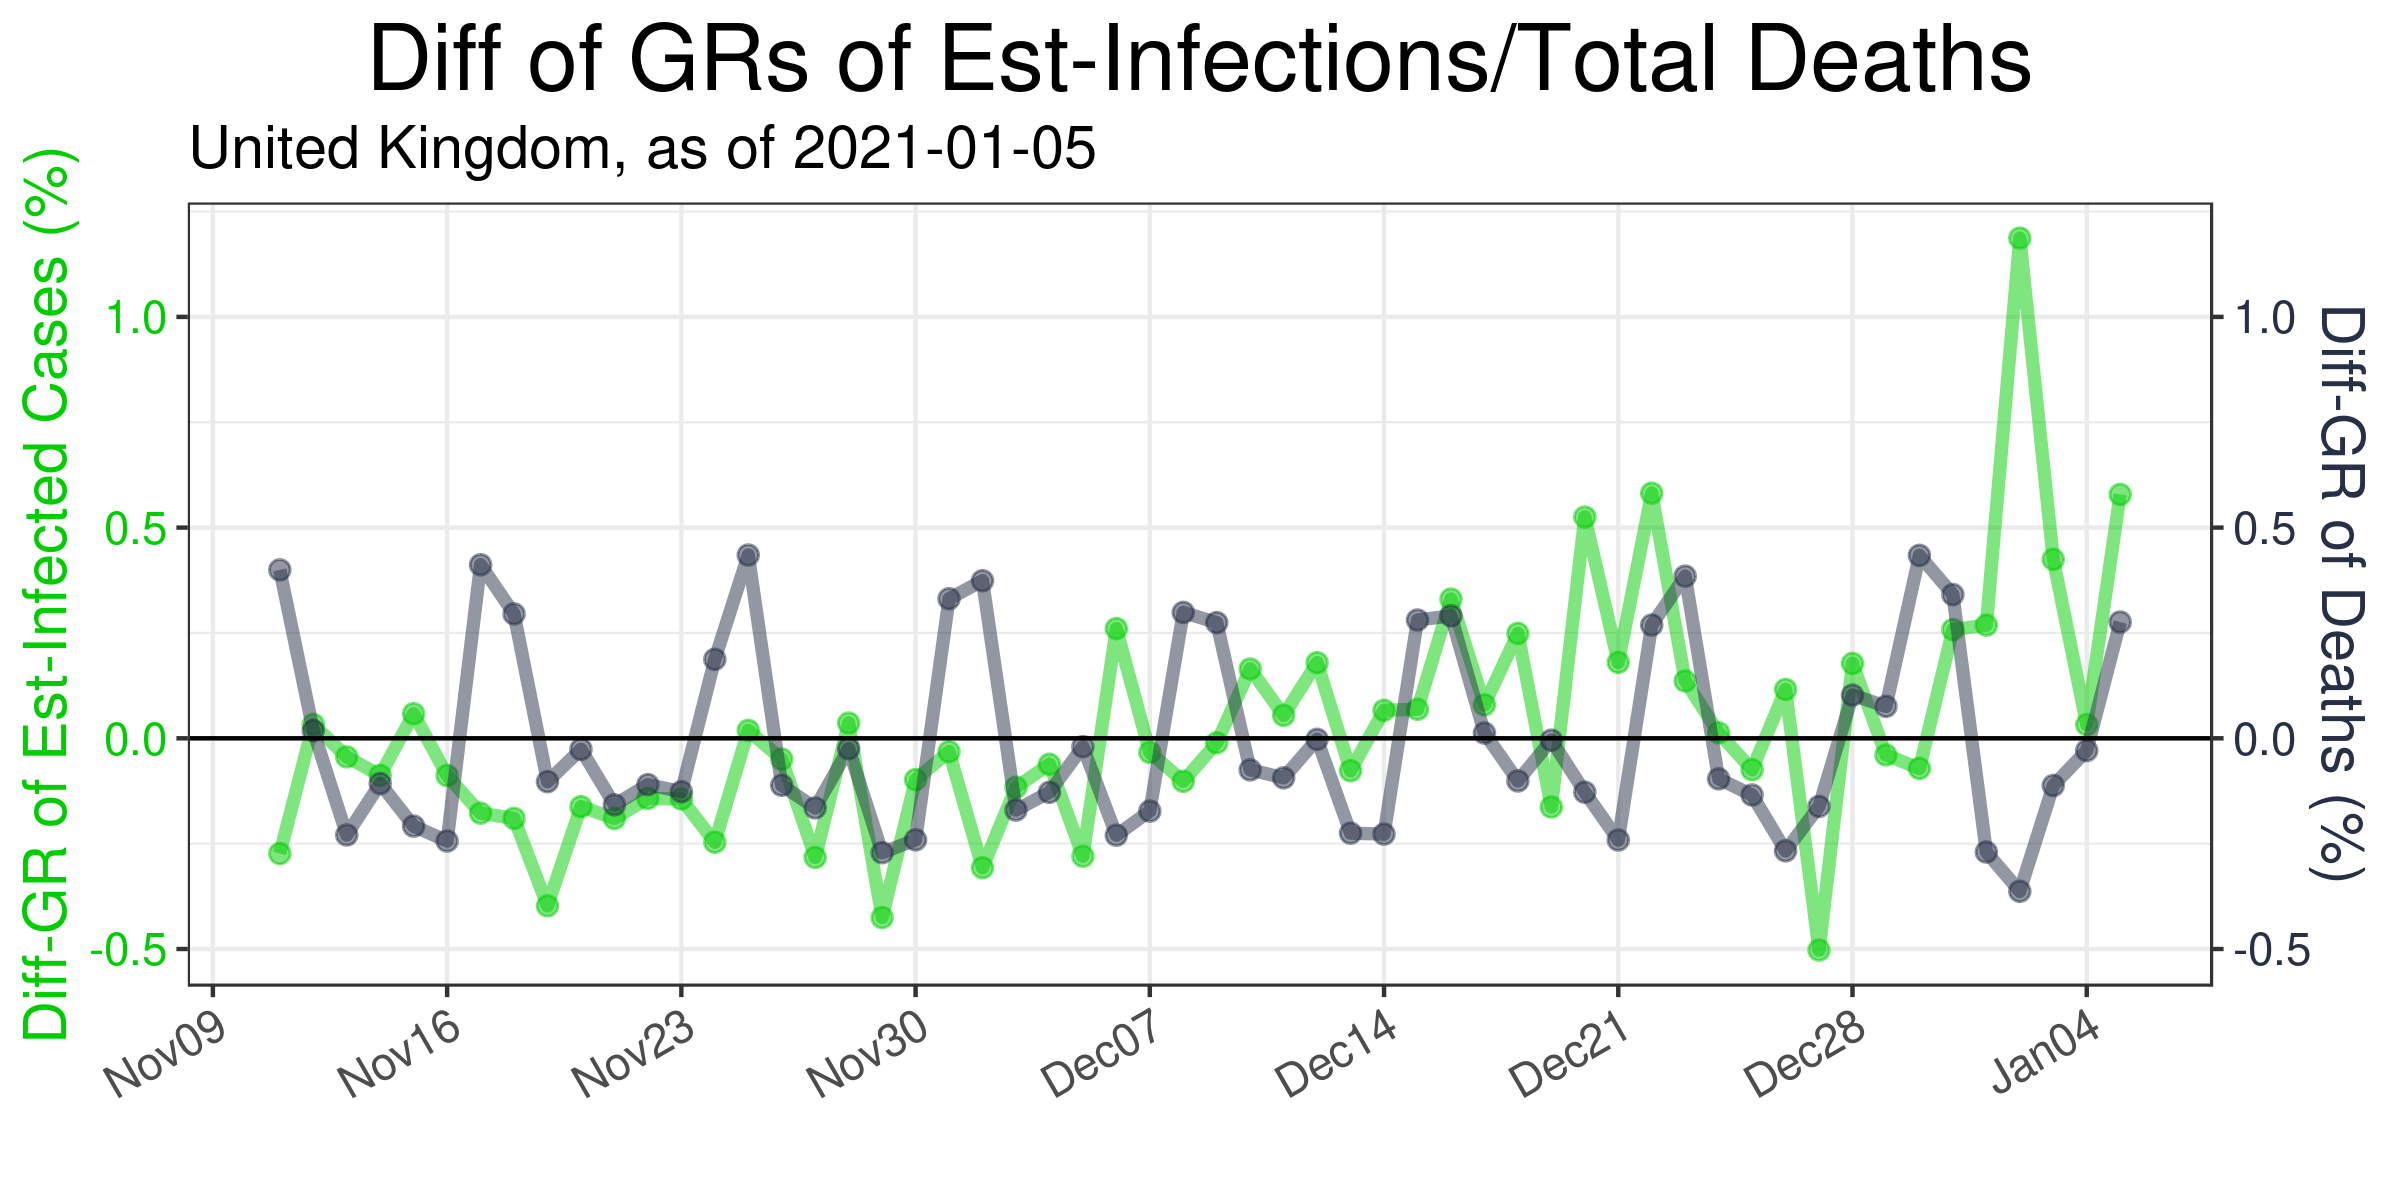 Diff of GRs of Est-Infections/Total Deaths
United Kingdom, as of 2021-01-05
Diff-GR of Est-Infected Cases (%)
1.0
0.5
0.0
-0.5
1.0
0.5
0.0
-0.5
Diff-GR of Deaths (%)
Nov09 Nov16 Nov23 Nov30 Dec07 Dec14 Dec21 Dec28 Jan04